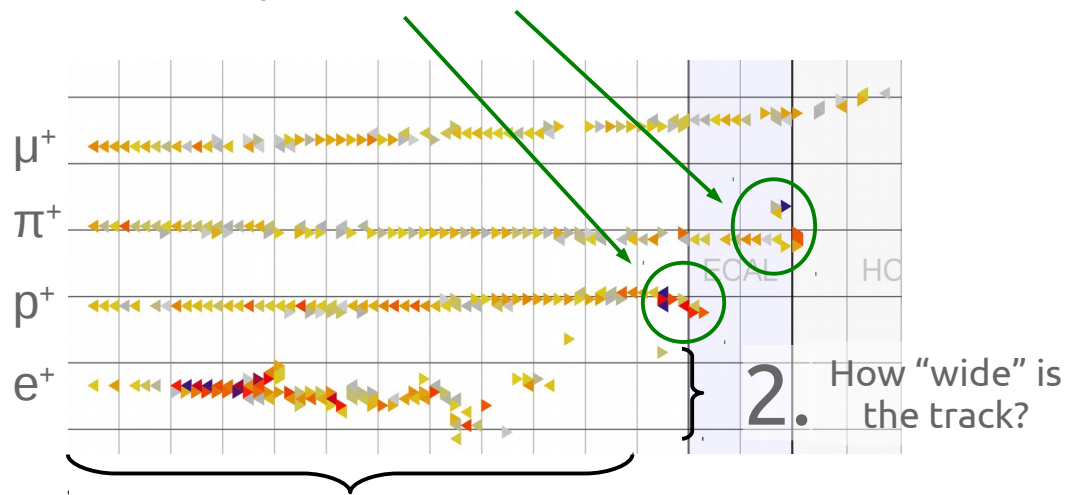 μ⁺
π⁺
ECAL
HC
p⁺
e⁺
2.
How “wide” is
the track?